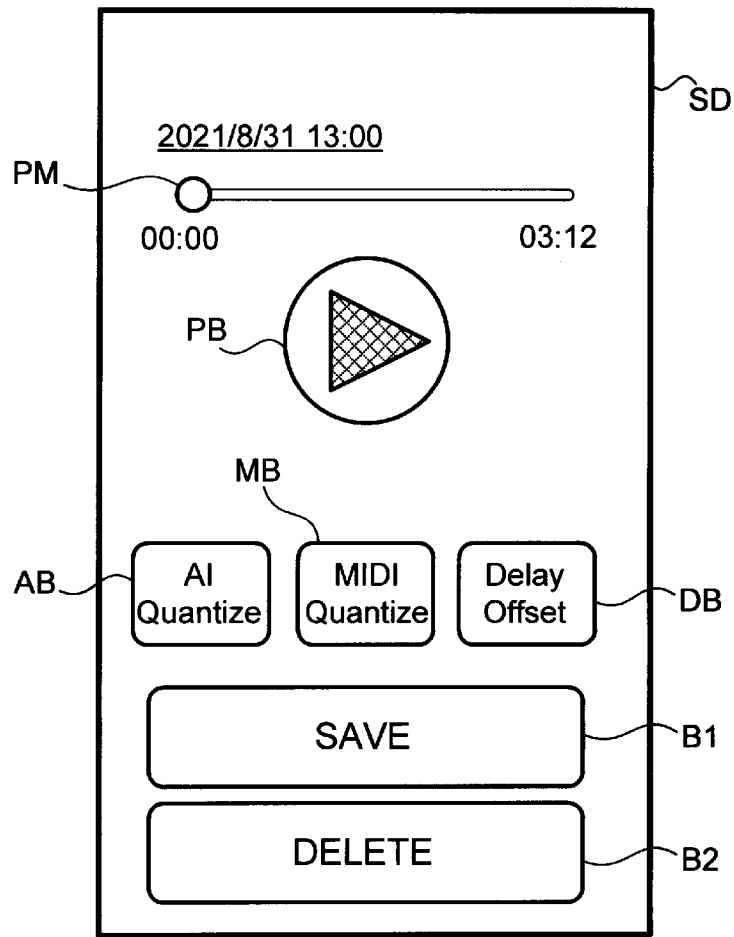 SD
2021/8/31 13:00
PM
00:00 03:12
PB
MB
AB
AI
Quantize
MIDI
Quantize
Delay
Offset
DB
SAVE
B1
DELETE
B2